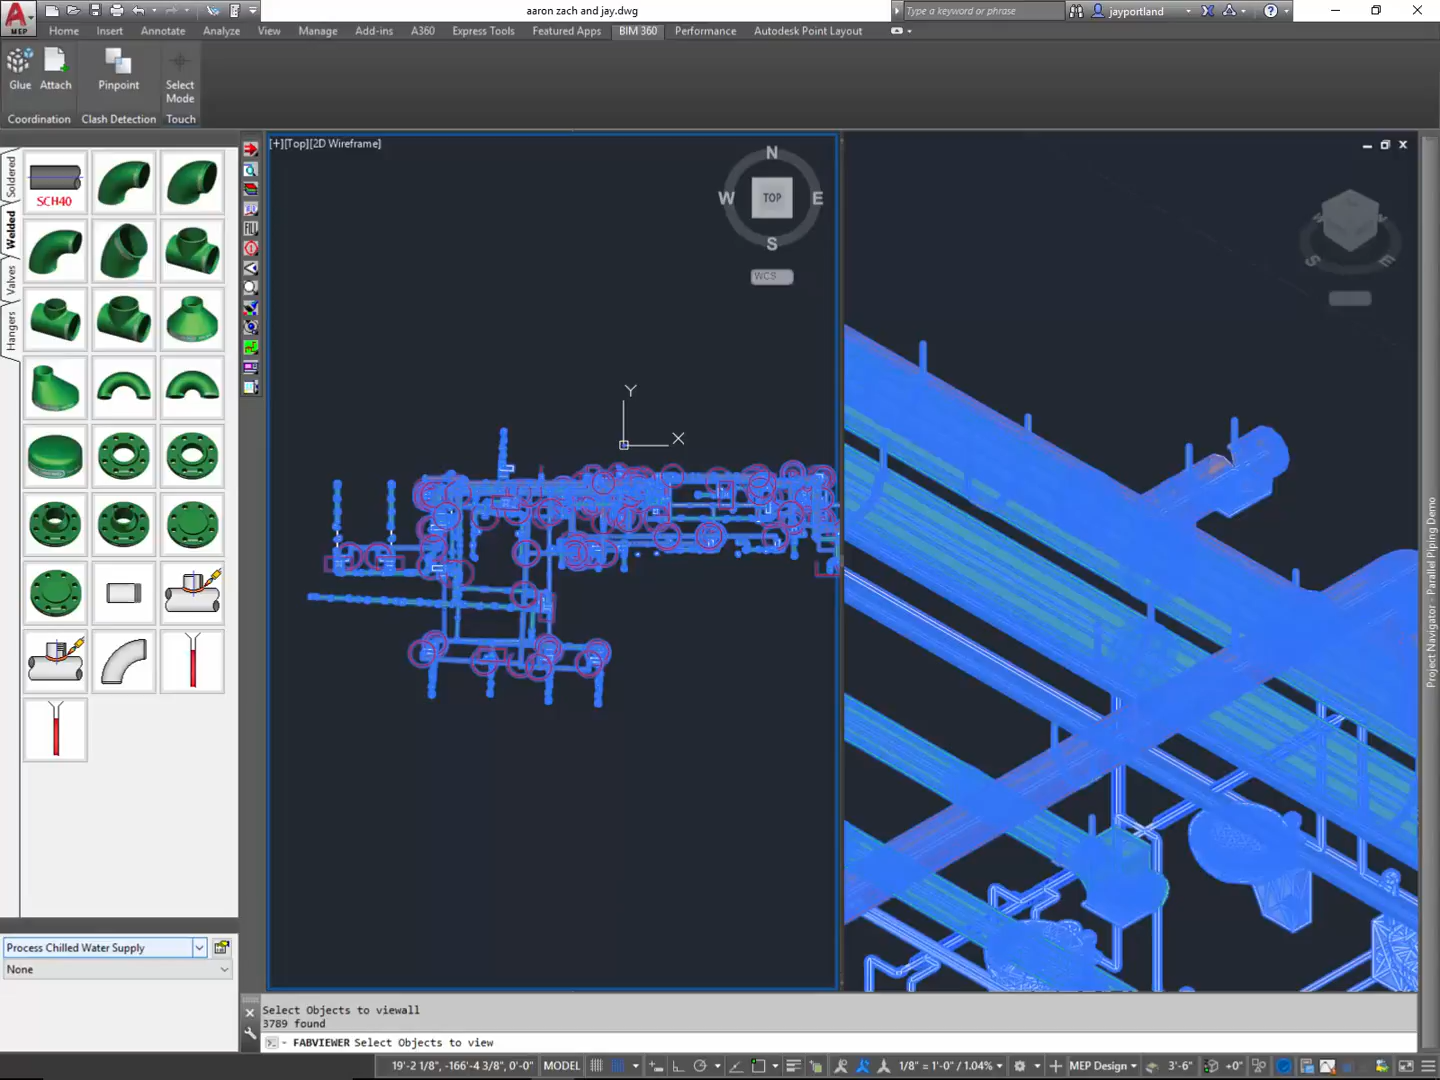 aaron zach and jay.dwg
Type a keyword or phrase
jayportland
MEP
Home Insert Annotate Analyze View Manage Add-ins A360 Express Tools Featured Apps BIM 360 Performance Autodesk Point Layout
Glue Attach Pinpoint Select
Mode
Coordination Clash Detection Touch
[+][Top][2D Wireframe]
Soldered
Welded
Valves
Hangers
SCH40
N
W TOP E
S
WCS
S E
Y
X
Project Navigator - Parallel Piping Demo
Process Chilled Water Supply
None
Select Objects to viewall
3789 found
FABVIEWER Select Objects to view
19'-2 1/8", -166'-4 3/8", 0'-0" MODEL 1/8" = 1'-0" / 1.04% MEP Design 3'-6" +0"